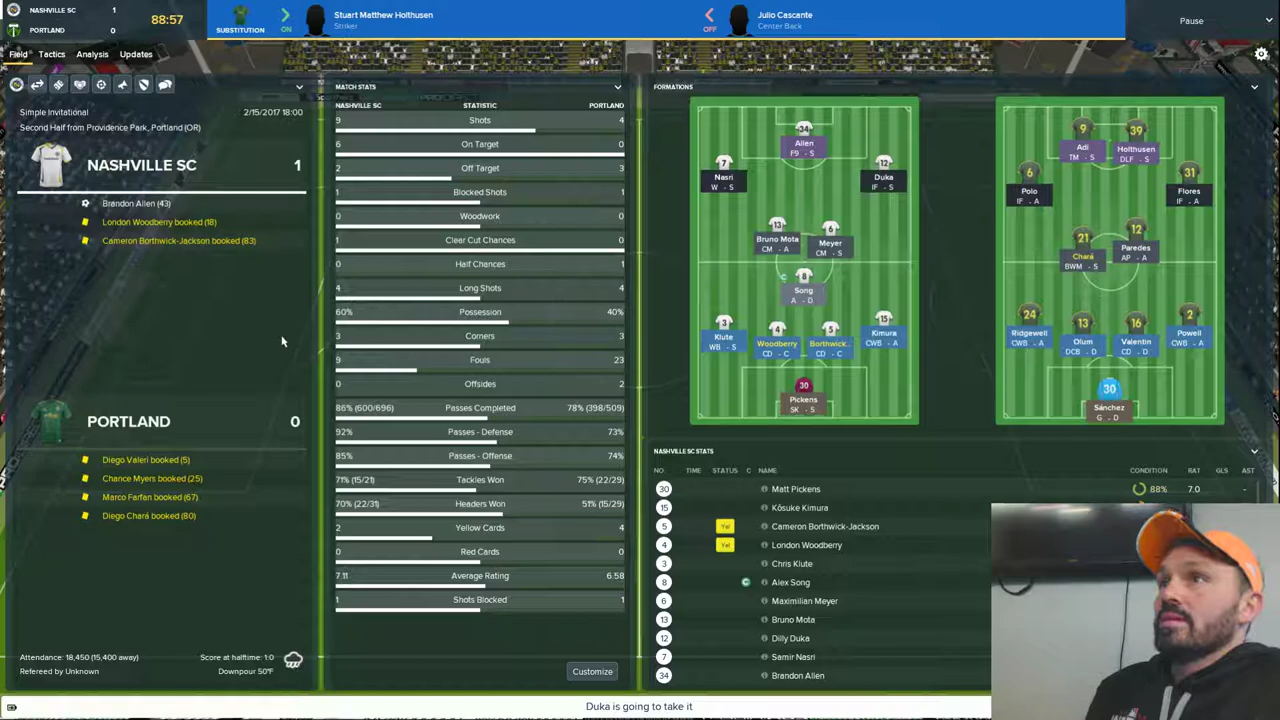 NASHVILLE SC 1
PORTLAND 0
88:57
SUBSTITUTION
ON
Stuart Matthew Holthusen
Striker
OFF
Julio Cascante
Center Back
Pause
Field Tactics Analysis Updates
Simple Invitational 2/15/2017 18:00
Second Half from Providence Park, Portland (OR)
NASHVILLE SC 1
Brandon Allen (43)
London Woodberry booked (18)
Cameron Borthwick-Jackson booked (83)
PORTLAND 0
Diego Valeri booked (5)
Chance Myers booked (25)
Marco Farfan booked (67)
Diego Chará booked (80)
Attendance: 18,450 (15,400 away) Score at halftime: 1:0
Refereed by Unknown Downpour 50°F
MATCH STATS
NASHVILLE SC STATISTIC PORTLAND
9 Shots 4
6 On Target 0
2 Off Target 3
1 Blocked Shots 1
0 Woodwork 0
1 Clear Cut Chances 0
0 Half Chances 1
4 Long Shots 4
60% Possession 40%
3 Corners 3
9 Fouls 23
0 Offsides 2
86% (600/696) Passes Completed 78% (398/509)
92% Passes - Defense 73%
85% Passes - Offense 74%
71% (15/21) Tackles Won 75% (22/29)
70% (22/31) Headers Won 51% (15/29)
2 Yellow Cards 4
0 Red Cards 0
7.11 Average Rating 6.58
1 Shots Blocked 1
Customize
FORMATIONS
34
Allen
F9 - S
7 12
Nasri Duka
W - S IF - S
13 6
Bruno Mota Meyer
CM - A CM - S
8
Song
A - D
3 4 5 15
Klute Woodberry Borthwick... Kimura
WB - S CD - C CD - C CWB - A
30
Pickens
SK - S
9 39
Adi Holthusen
TM - S DLF - S
6 31
Polo Flores
IF - A IF - A
21 12
Chará Paredes
BWM - S AP - A
24 13 16 2
Ridgewell Olum Valentin Powell
CWB - A DCB - D CD - D CWB - A
30
Sánchez
G - D
NASHVILLE SC STATS
NO. TIME STATUS C NAME CONDITION RAT GLS AST
30 Matt Pickens 88% 7.0 -
15 Kōsuke Kimura
5 Yel Cameron Borthwick-Jackson
4 Yel London Woodberry
3 Chris Klute
8 C Alex Song
6 Maximilian Meyer
13 Bruno Mota
12 Dilly Duka
7 Samir Nasri
34 Brandon Allen
Duka is going to take it